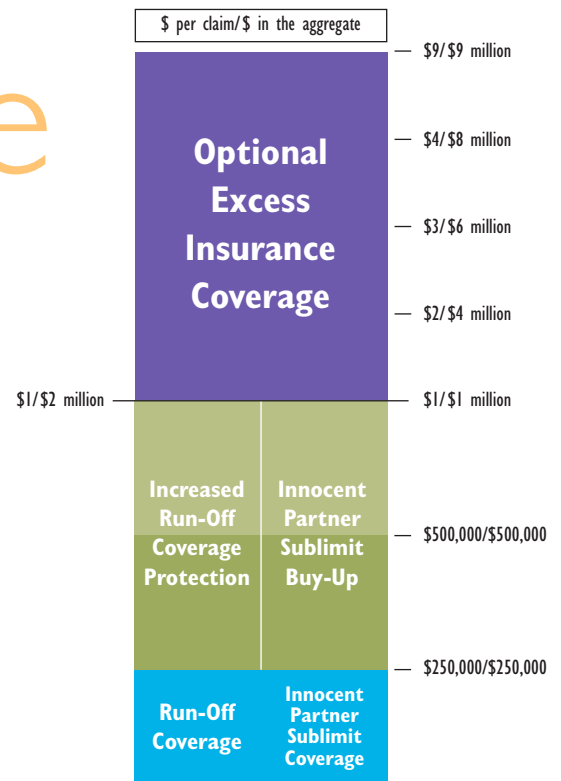 $ per claim/$ in the aggregate
$9/$9 million
e
$4/$8 million
Optional
Excess
Insurance
Coverage
$3/$6 million
$2/$4 million
$1/$2 million
$1/$1 million
Increased
Run-Off
Coverage
Protection
Innocent
Partner
Sublimit
Buy-Up
$500,000/$500,000
$250,000/$250,000
Run-Off
Coverage
Innocent
Partner
Sublimit
Coverage